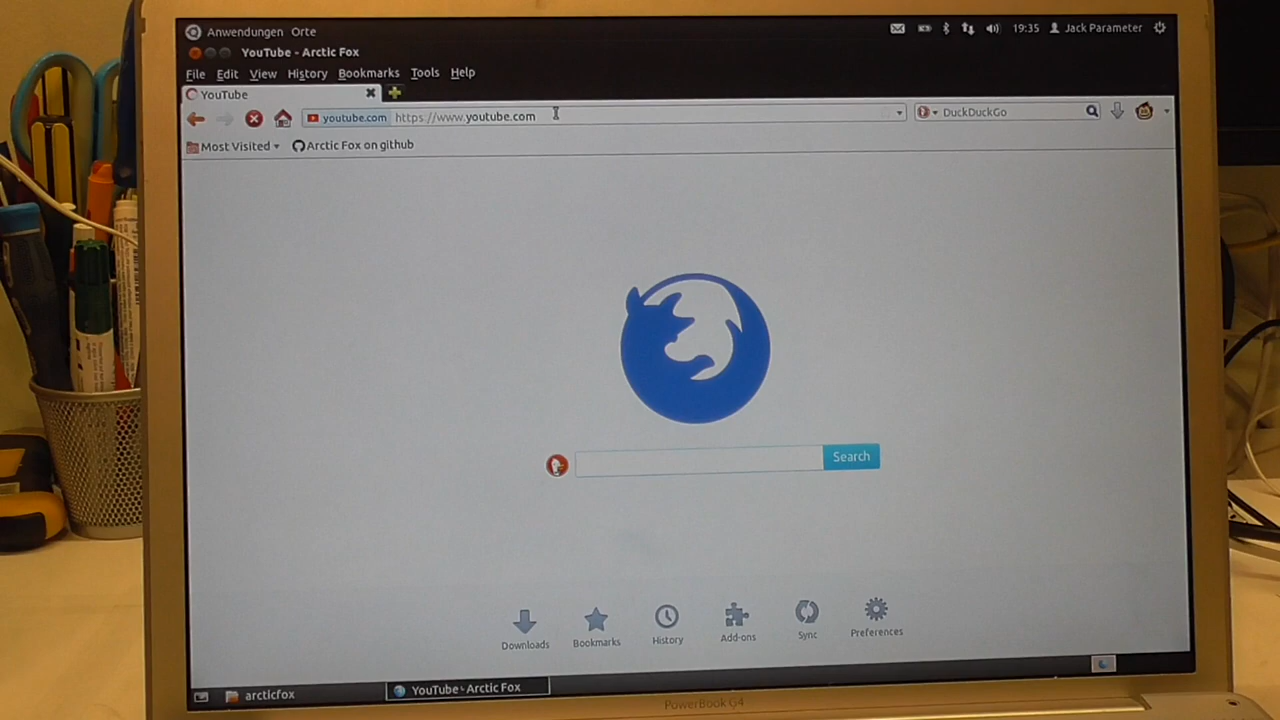 Anwendungen Orte 19:35 Jack Parameter
YouTube - Arctic Fox
File Edit View History Bookmarks Tools Help
YouTube
youtube.com https://www.youtube.com DuckDuckGo
Most Visited Arctic Fox on github
Search
Downloads Bookmarks History Add-ons Sync Preferences
arcticfox YouTube - Arctic Fox
PowerBook G4